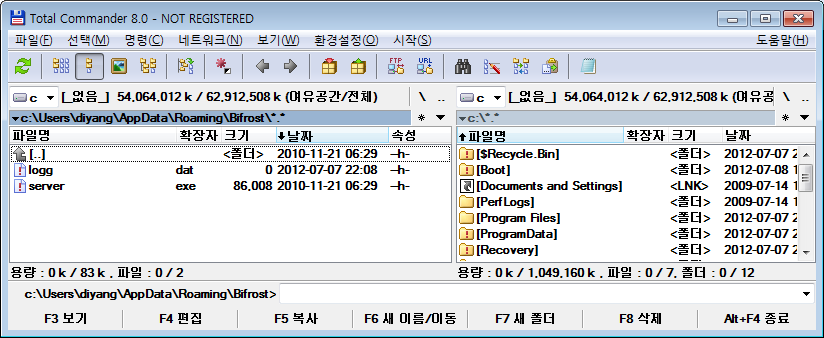 Total Commander 8.0 - NOT REGISTERED
파일(F) 선택(M) 명령(C) 네트워크(N) 보기(W) 환경설정(O) 시작(S) 도움말(H)
FTP URL
c [_없음_] 54,064,012 k / 62,912,508 k (여유공간/전체) \ ..
c [_없음_] 54,064,012 k / 62,912,508 k (여유공 \ ..
c:\Users\diyang\AppData\Roaming\Bifrost\*.* * ▼
c:\*.* * ▼
파일명 확장자 크기 날짜 속성
[..] <폴더> 2010-11-21 06:29 -h-
logg dat 0 2012-07-07 22:08 -h-
server exe 86,008 2010-11-21 06:29 -h-
파일명 확장자 크기 날짜
[$Recycle.Bin] <폴더> 2012-07-07 2
[Boot] <폴더> 2012-07-08 1
[Documents and Settings] <LNK> 2009-07-14 1
[PerfLogs] <폴더> 2009-07-14 1
[Program Files] <폴더> 2012-07-07 2
[ProgramData] <폴더> 2012-07-07 2
[Recovery] <폴더> 2012-07-07 2
용량 : 0 k / 83 k , 파일 : 0 / 2
용량 : 0 k / 1,049,160 k , 파일 : 0 / 7, 폴더 : 0 / 12
c:\Users\diyang\AppData\Roaming\Bifrost>
F3 보기 F4 편집 F5 복사 F6 새 이름/이동 F7 새 폴더 F8 삭제 Alt+F4 종료